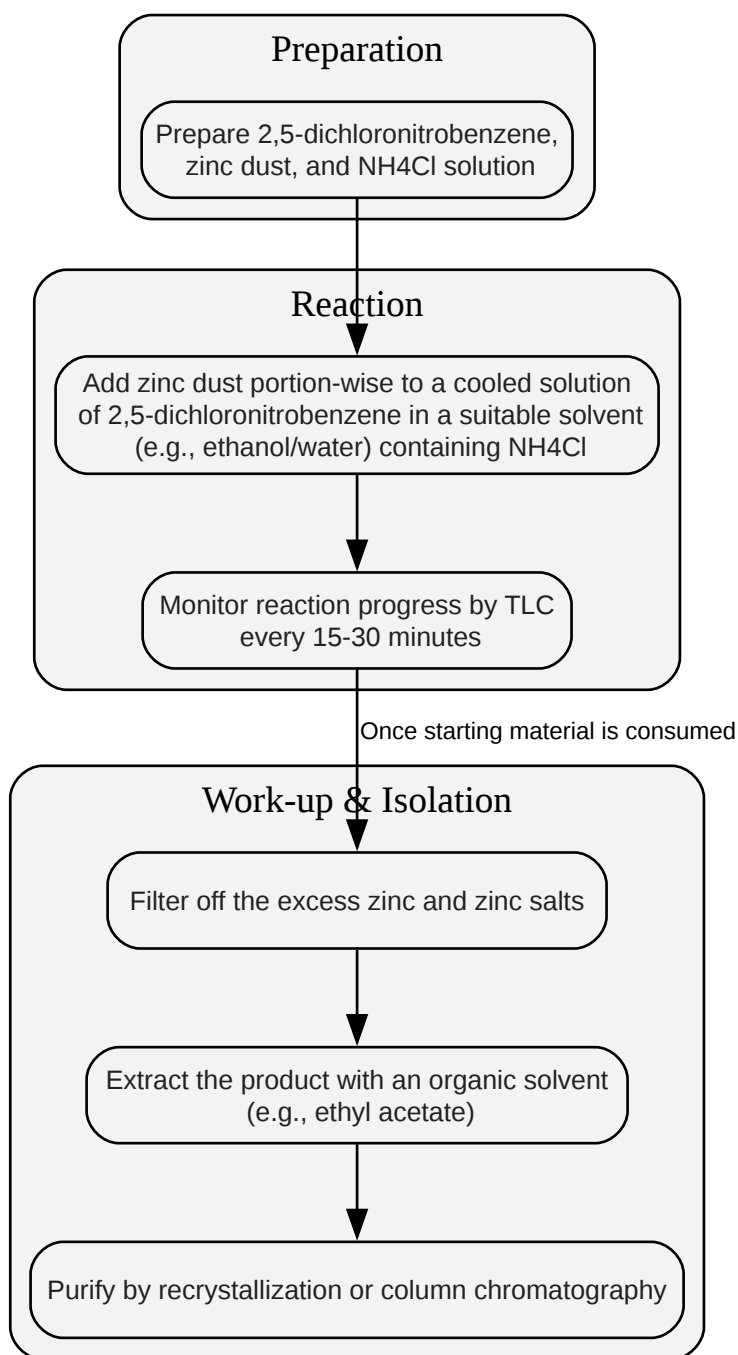 Preparation
Prepare 2,5-dichloronitrobenzene,
zinc dust, and NH4Cl solution
Reaction
Add zinc dust portion-wise to a cooled solution
of 2,5-dichloronitrobenzene in a suitable solvent
(e.g., ethanol/water) containing NH4Cl
Monitor reaction progress by TLC
every 15-30 minutes
Once starting material is consumed
Work-up & Isolation
Filter off the excess zinc and zinc salts
Extract the product with an organic solvent
(e.g., ethyl acetate)
Purify by recrystallization or column chromatography